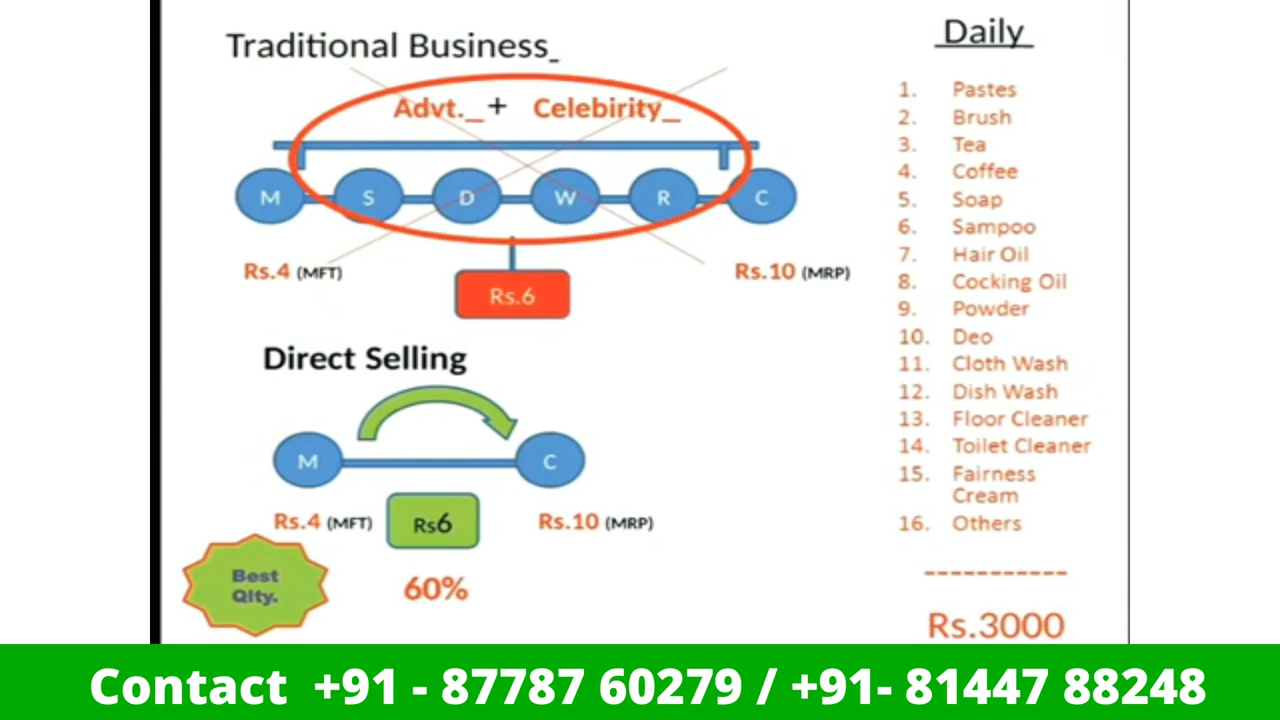 Traditional Business_
Advt._ + Celebirity_
M S D W R C
Rs.4 (MFT)
Rs.10 (MRP)
Rs.6
Direct Selling
M C
Rs.4 (MFT)
Rs6
Rs.10 (MRP)
Best
Qlty.
60%
Daily
1. Pastes
2. Brush
3. Tea
4. Coffee
5. Soap
6. Sampoo
7. Hair Oil
8. Cocking Oil
9. Powder
10. Deo
11. Cloth Wash
12. Dish Wash
13. Floor Cleaner
14. Toilet Cleaner
15. Fairness
Cream
16. Others
-----------
Rs.3000
Contact +91 - 87787 60279 / +91- 81447 88248